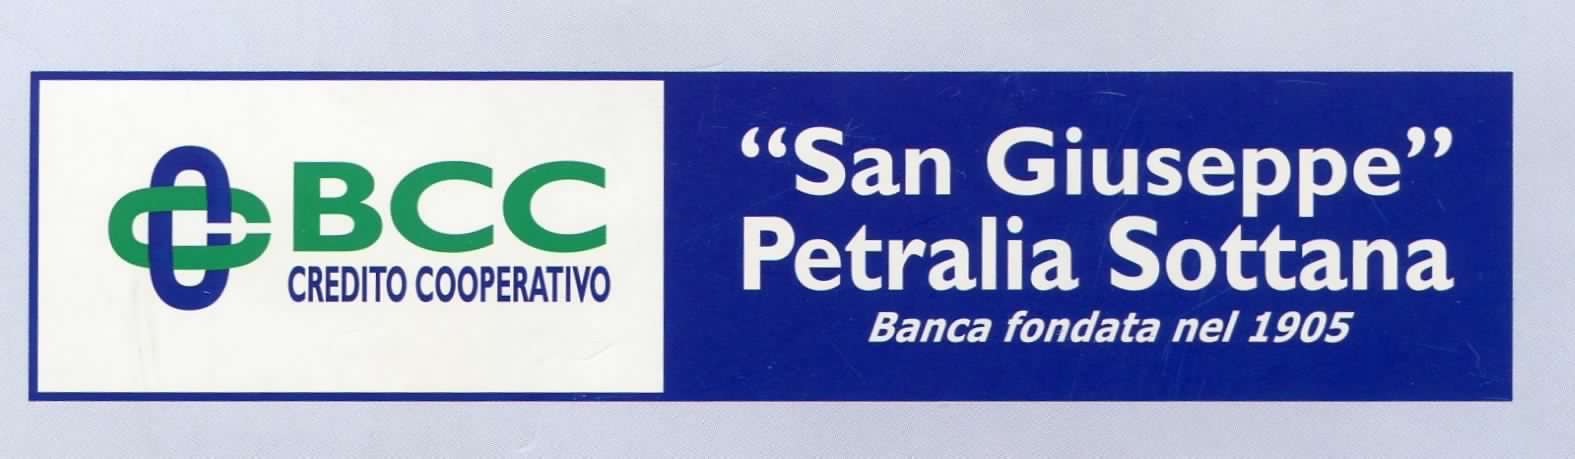 BCC
CREDITO COOPERATIVO
“San Giuseppe”
Petralia Sottana
Banca fondata nel 1905